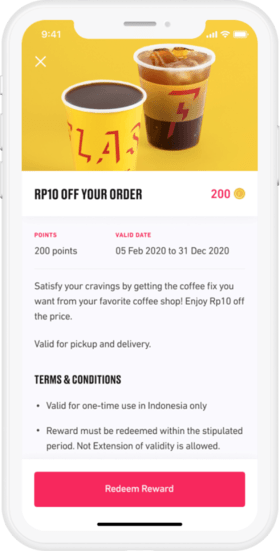 9:41
FLAS
RP10 OFF YOUR ORDER
200
POINTS
VALID DATE
200 points
05 Feb 2020 to 31 Dec 2020
Satisfy your cravings by getting the coffee fix you
want from your favorite coffee shop! Enjoy Rp10 off
the price.
Valid for pickup and delivery.
TERMS & CONDITIONS
• Valid for one-time use in Indonesia only
• Reward must be redeemed within the stipulated
period. Not Extension of validity is allowed.
Redeem Reward